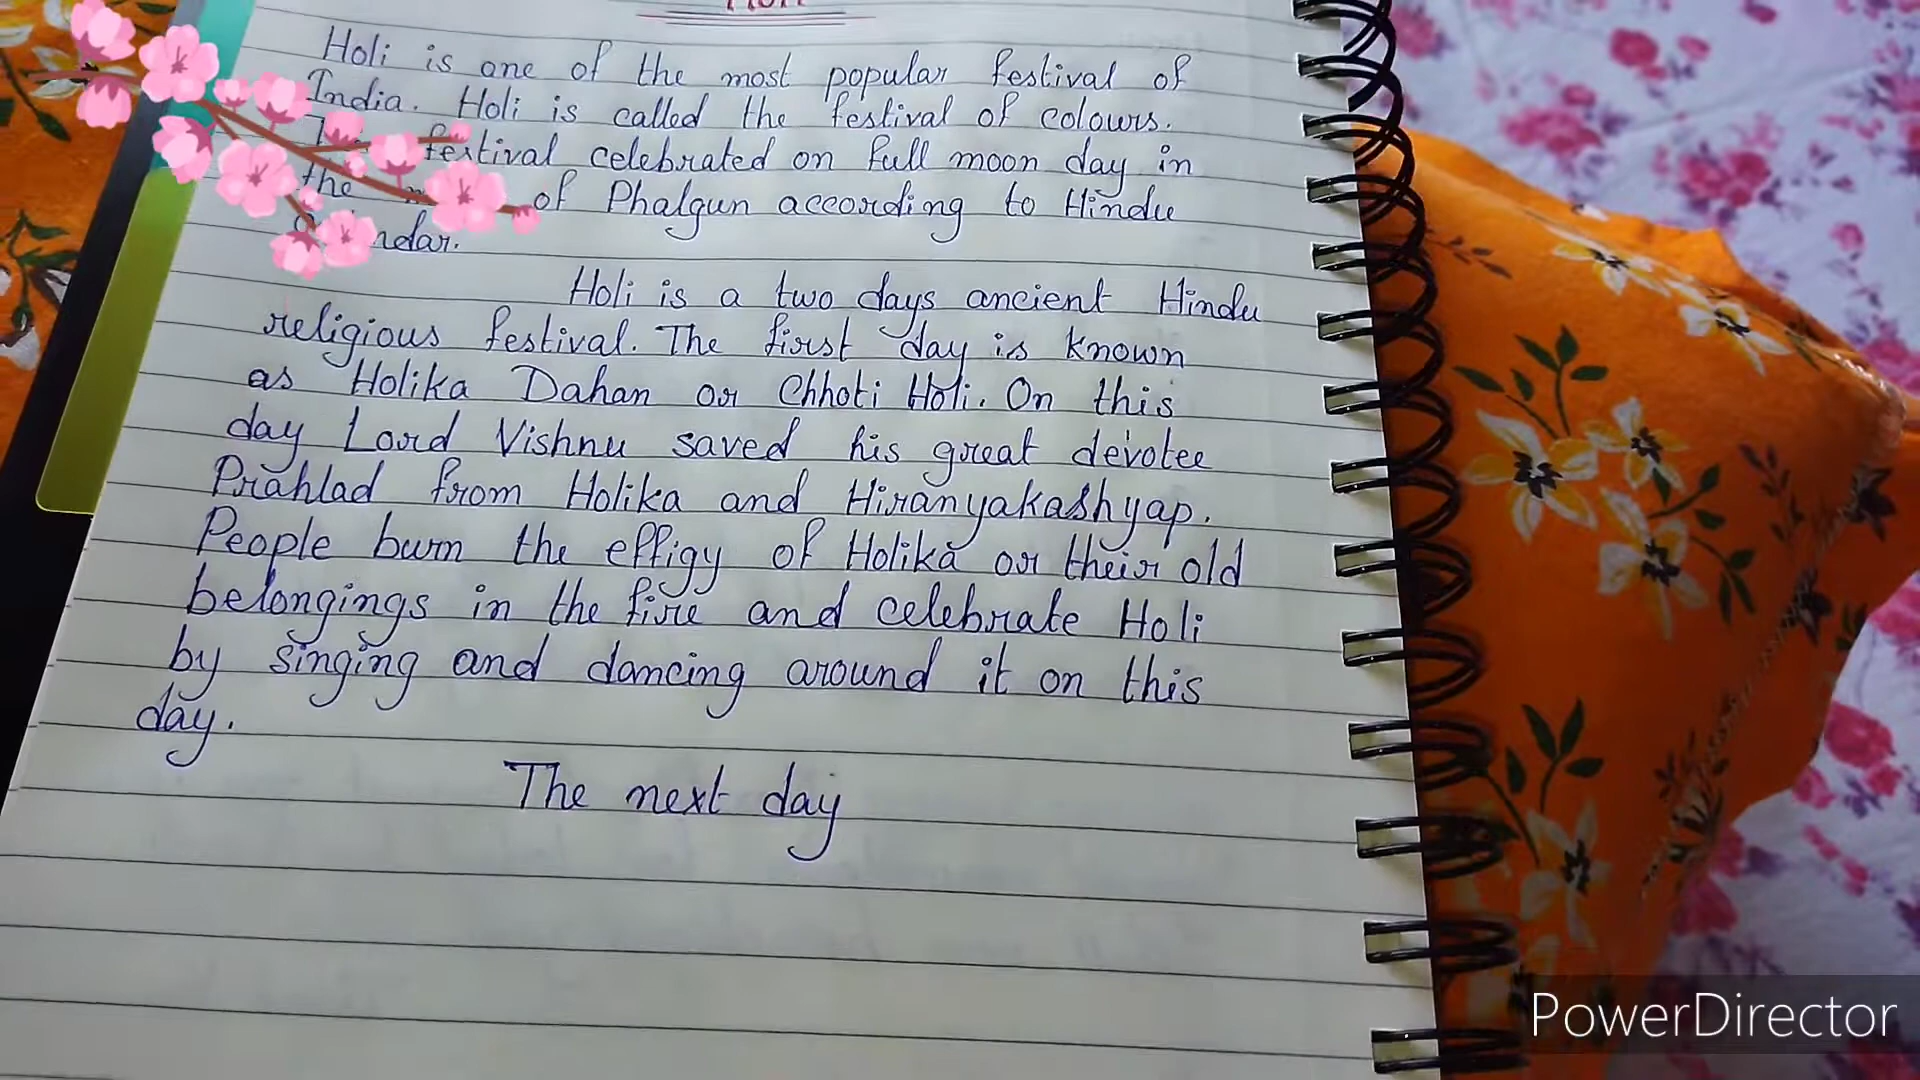 Holi
Holi is one of the most popular festival of
India. Holi is called the festival of colours.
festival celebrated on full moon day in
the of Phalgun according to Hindu
Holi is a two days ancient Hindu
religious festival. The first day is known
as Holika Dahan or Chhoti Holi. On this
day Lord Vishnu saved his great devotee
Prahlad from Holika and Hiranyakashyap.
People burn the effigy of Holika or their old
belongings in the fire and celebrate Holi
by singing and dancing around it on this
day.
The next day
PowerDirector